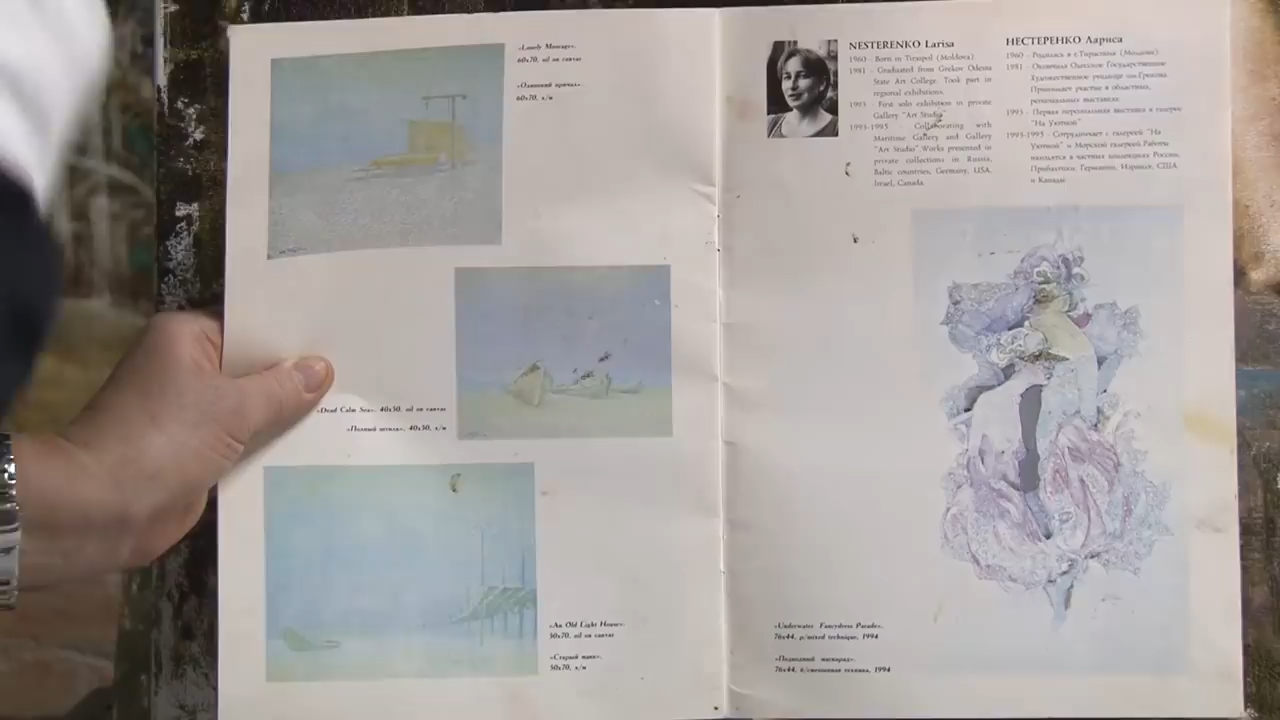 «Lonely Moorage».
60x70, oil on canvas
«Одинокий причал».
60x70, х/м
«Dead Calm Sea». 40x50, oil on canvas
«Полный штиль», 40x50, х/м
«An Old Light House».
50x70, oil on canvas
«Старый маяк».
50x70, х/м
NESTERENKO Larisa
1960 - Born in Tiraspol (Moldova)
1981 - Graduated from Grekov Odessa
State Art College. Took part in
regional exhibitions.
1993 - First solo exhibition in private
Gallery "Art Studio"
1993-1995 - Collaborating with
Maritime Gallery and Gallery
"Art Studio". Works presented in
private collections in Russia,
Baltic countries, Germany, USA,
Israel, Canada.
НЕСТЕРЕНКО Лариса
1960 - Родилась в г.Тирасполь (Молдова)
1981 - Окончила Одесское Государственное
Художественное училище им.Грекова
Принимает участие в областных,
региональных выставках.
1993 - Первая персональная выставка в галерее
"На Уютной"
1993-1995 - Сотрудничает с галереей "На
Уютной" и Морской галереей. Работы
находятся в частных коллекциях России,
Прибалтики, Германии, Израиля, США
и Канады.
«Underwater Fancydress Parade».
76x44, p/mixed technique, 1994
«Подводный маскарад».
76x44, б/смешанная техника, 1994